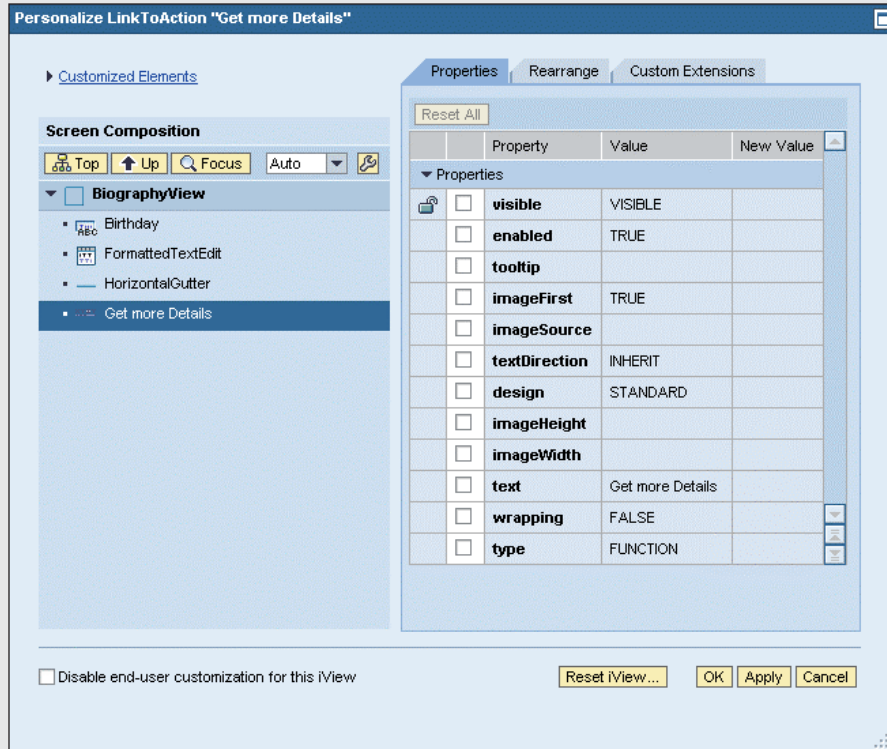 Personalize LinkToAction "Get more Details"
Customized Elements
Screen Composition
Top Up Focus Auto
BiographyView
Birthday
FormattedTextEdit
HorizontalGutter
Get more Details
Properties Rearrange Custom Extensions
Reset All
Property Value New Value
Properties
visible VISIBLE
enabled TRUE
tooltip
imageFirst TRUE
imageSource
textDirection INHERIT
design STANDARD
imageHeight
imageWidth
text Get more Details
wrapping FALSE
type FUNCTION
Disable end-user customization for this iView
Reset iView... OK Apply Cancel